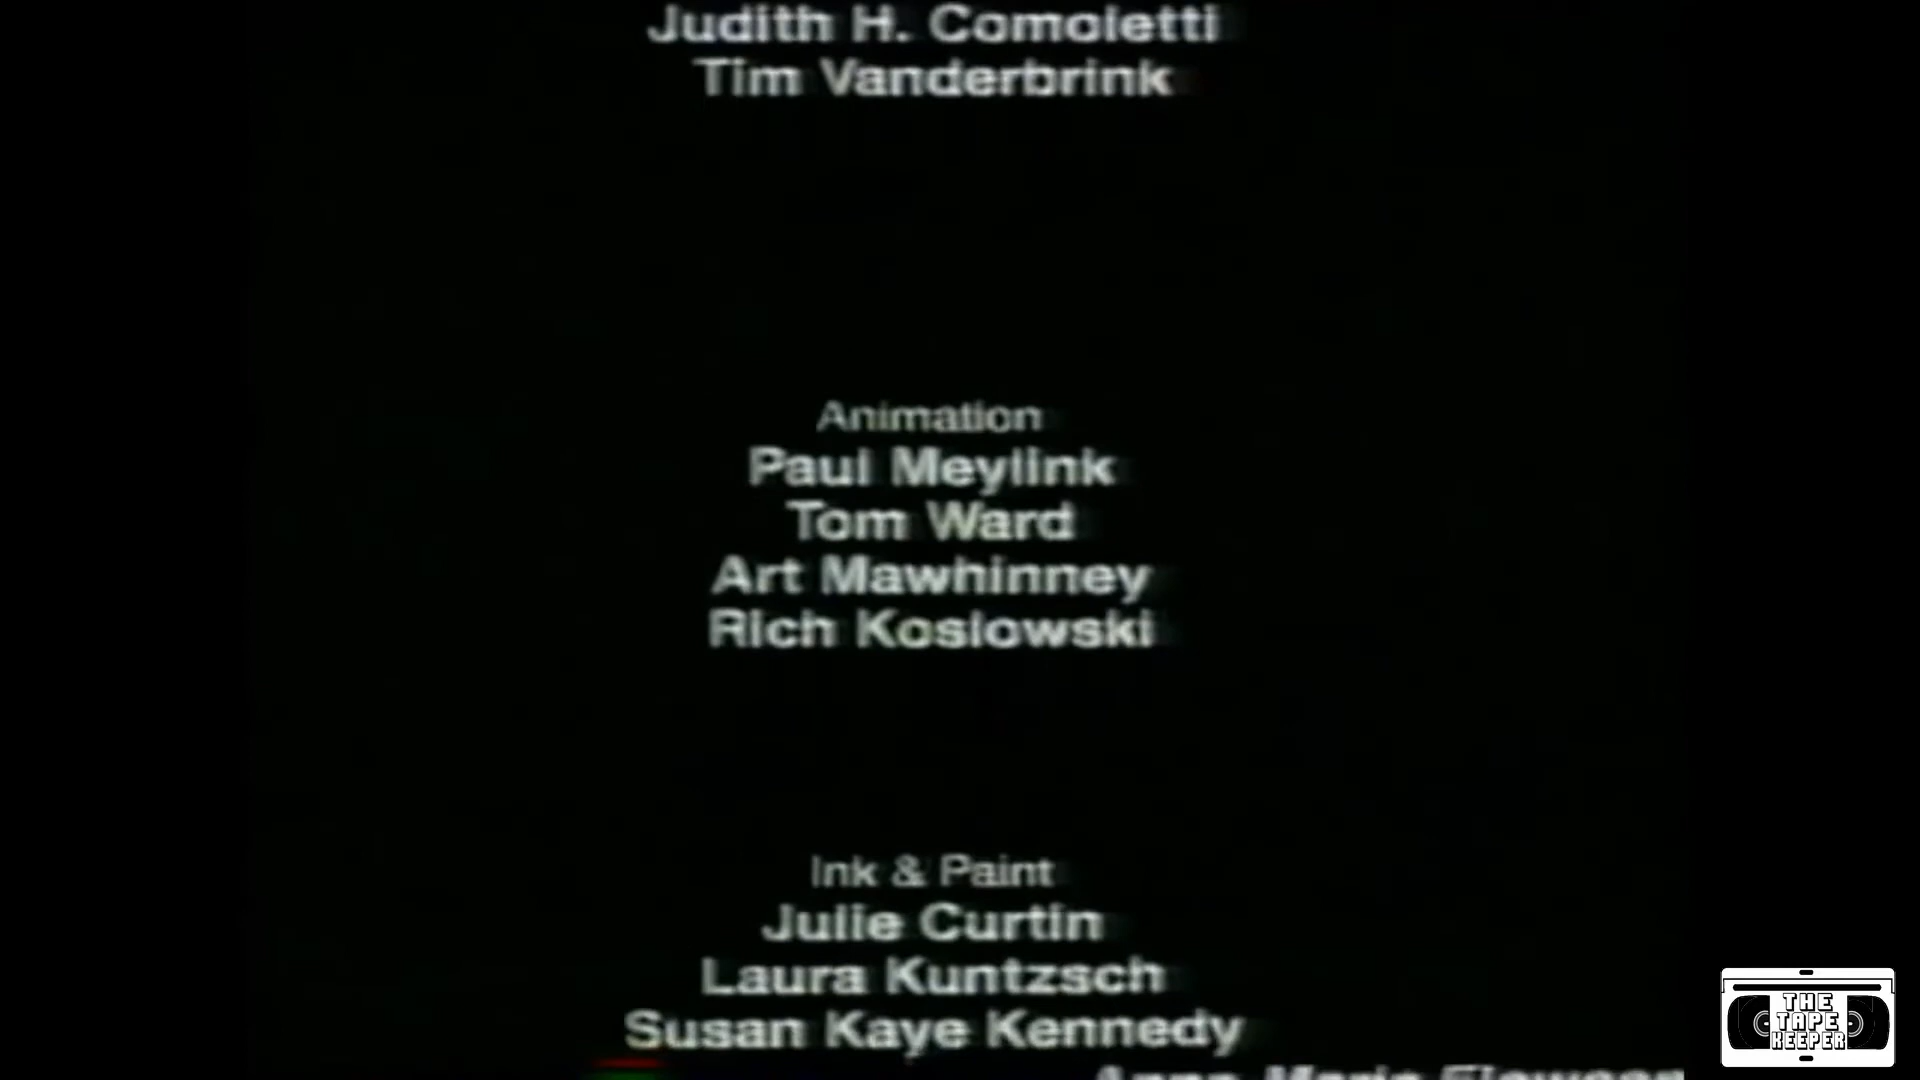 Judith H. Comoletti
Tim Vanderbrink
Animation
Paul Meylink
Tom Ward
Art Mawhinney
Rich Koslowski
Ink & Paint
Julie Curtin
Laura Kuntzsch
Susan Kaye Kennedy
THE
TAPE
KEEPER